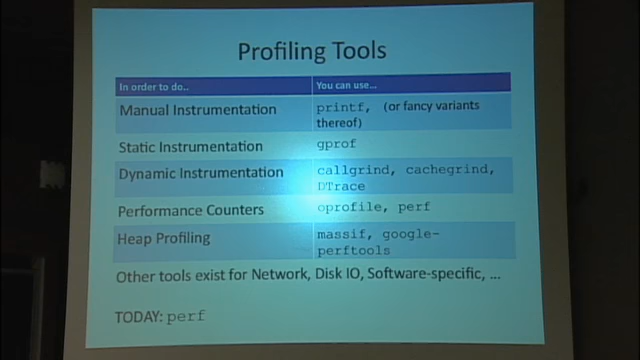 Profiling Tools
In order to do.. You can use...
Manual Instrumentation printf, (or fancy variants
thereof)
Static Instrumentation gprof
Dynamic Instrumentation callgrind, cachegrind,
DTrace
Performance Counters oprofile, perf
Heap Profiling massif, google-
perftools
Other tools exist for Network, Disk IO, Software-specific, ...
TODAY: perf